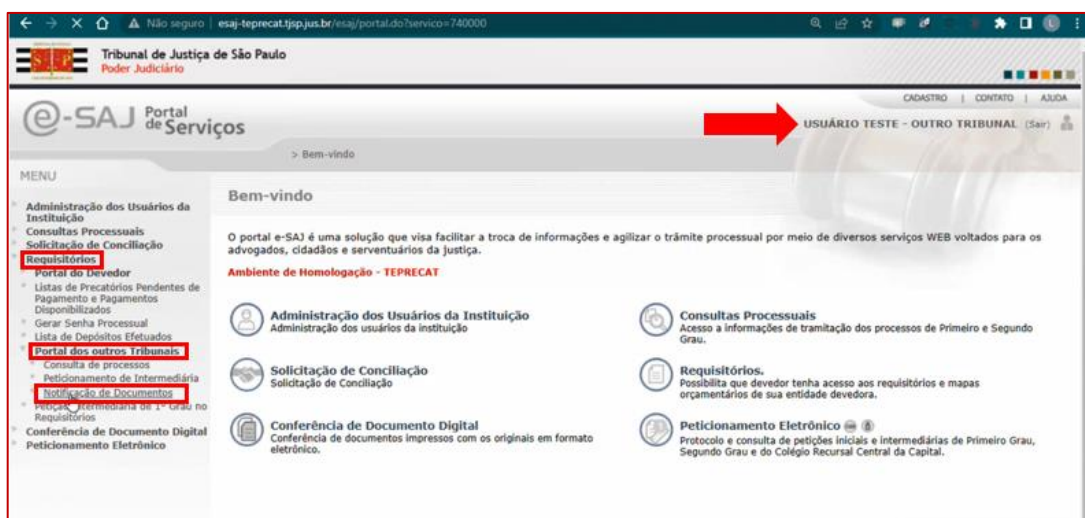 Não seguro | esaj-teprecat.tjsp.jus.br/esaj/portal.do?servico=740000
Tribunal de Justiça de São Paulo
Poder Judiciário
CADASTRO | CONTATO | AJUDA
e-SAJ Portal de Serviços
USUÁRIO TESTE - OUTRO TRIBUNAL (Sair)
> Bem-vindo
MENU
Administração dos Usuários da
Instituição
Consultas Processuais
Solicitação de Conciliação
Requisitórios
Portal do Devedor
Listas de Precatórios Pendentes de
Pagamento e Pagamentos
Disponibilizados
Gerar Senha Processual
Lista de Depósitos Efetuados
Portal dos outros Tribunais
Consulta de processos
Peticionamento de Intermediária
Notificação de Documentos
Petição Intermediária de 1º Grau no
Requisitórios
Conferência de Documento Digital
Peticionamento Eletrônico
Bem-vindo
O portal e-SAJ é uma solução que visa facilitar a troca de informações e agilizar o trâmite processual por meio de diversos serviços WEB voltados para os
advogados, cidadãos e serventuários da justiça.
Ambiente de Homologação - TEPRECAT
Administração dos Usuários da Instituição
Administração dos usuários da instituição
Consultas Processuais
Acesso a informações de tramitação dos processos de Primeiro e Segundo
Grau.
Solicitação de Conciliação
Solicitação de Conciliação
Requisitórios.
Possibilita que devedor tenha acesso aos requisitórios e mapas
orçamentários de sua entidade devedora.
Conferência de Documento Digital
Conferência de documentos impressos com os originais em formato
eletrônico.
Peticionamento Eletrônico
Protocolo e consulta de petições iniciais e intermediárias de Primeiro Grau,
Segundo Grau e do Colégio Recursal Central da Capital.